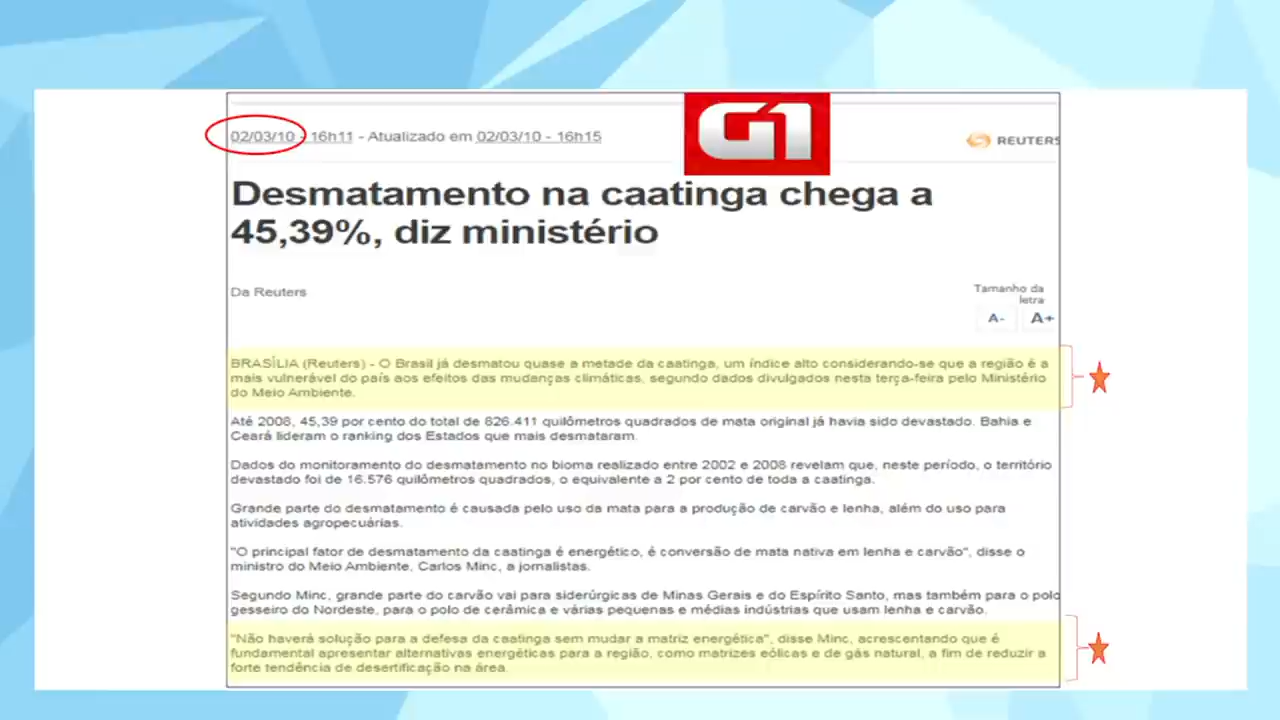 02/03/10 - 16h11 - Atualizado em 02/03/10 - 16h15
G1
REUTERS
Desmatamento na caatinga chega a
45,39%, diz ministério
Da Reuters
Tamanho da
letra
A- A+
BRASÍLIA (Reuters) - O Brasil já desmatou quase a metade da caatinga, um índice alto considerando-se que a região é a
mais vulnerável do país aos efeitos das mudanças climáticas, segundo dados divulgados nesta terça-feira pelo Ministério
do Meio Ambiente.
Até 2008, 45,39 por cento do total de 826.411 quilômetros quadrados de mata original já havia sido devastado. Bahia e
Ceará lideram o ranking dos Estados que mais desmataram.
Dados do monitoramento do desmatamento no bioma realizado entre 2002 e 2008 revelam que, neste período, o território
devastado foi de 16.576 quilômetros quadrados, o equivalente a 2 por cento de toda a caatinga.
Grande parte do desmatamento é causada pelo uso da mata para a produção de carvão e lenha, além do uso para
atividades agropecuárias.
"O principal fator de desmatamento da caatinga é energético, é conversão de mata nativa em lenha e carvão", disse o
ministro do Meio Ambiente, Carlos Minc, a jornalistas.
Segundo Minc, grande parte do carvão vai para siderúrgicas de Minas Gerais e do Espírito Santo, mas também para o polo
gesseiro do Nordeste, para o polo de cerâmica e várias pequenas e médias indústrias que usam lenha e carvão.
"Não haverá solução para a defesa da caatinga sem mudar a matriz energética", disse Minc, acrescentando que é
fundamental apresentar alternativas energéticas para a região, como matrizes eólicas e de gás natural, a fim de reduzir a
forte tendência de desertificação na área.